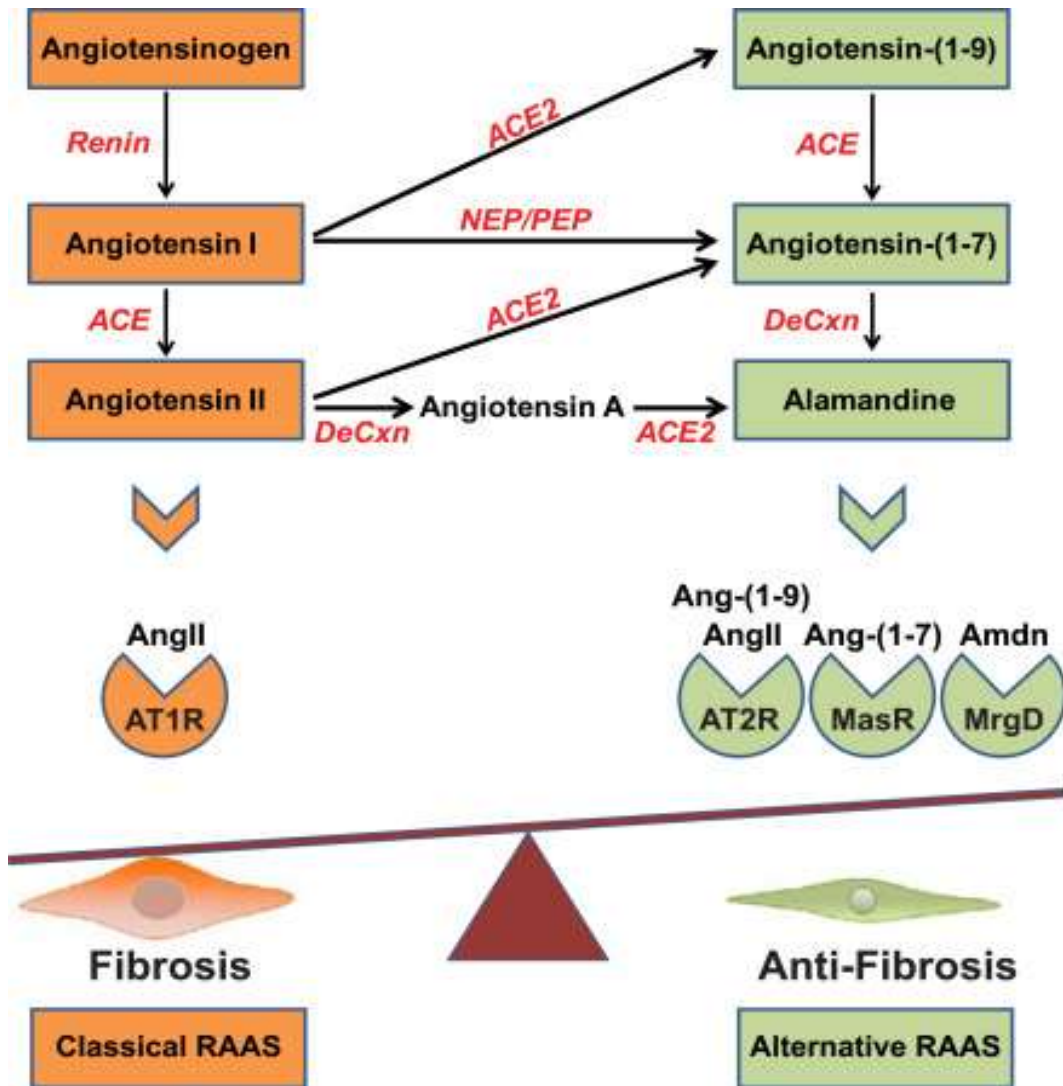 Angiotensinogen
Angiotensin-(1-9)
Renin
ACE2
ACE
NEP/PEP
Angiotensin I
Angiotensin-(1-7)
ACE
ACE2
DeCxn
Angiotensin II
Angiotensin A
Alamandine
DeCxn
ACE2
Ang-(1-9)
AngII
AngII
Ang-(1-7)
Amdn
AT1R
AT2R
MasR
MrgD
Fibrosis
Anti-Fibrosis
Classical RAAS
Alternative RAAS